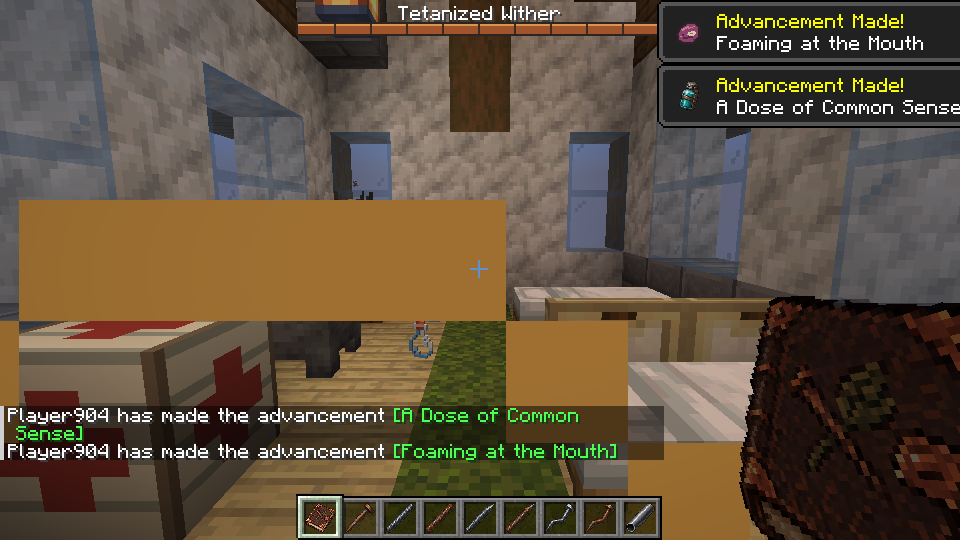 Tetanized Wither
Advancement Made!
Foaming at the Mouth
Advancement Made!
A Dose of Common Sense
Player904 has made the advancement [A Dose of Common
Sense]
Player904 has made the advancement [Foaming at the Mouth]